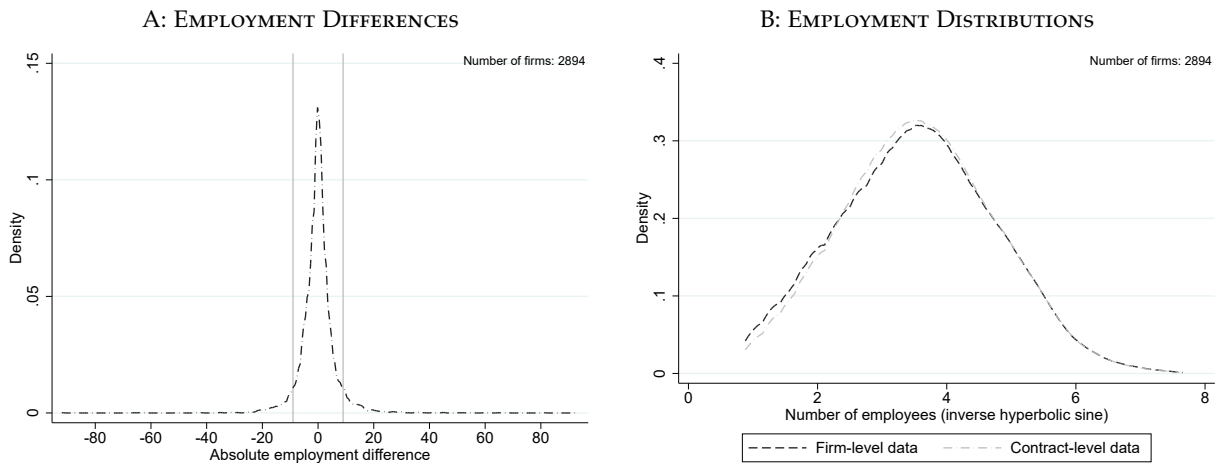 A: EMPLOYMENT DIFFERENCES
Number of firms: 2894
Density
.15
.1
.05
0
-80 -60 -40 -20 0 20 40 60 80
Absolute employment difference
B: EMPLOYMENT DISTRIBUTIONS
Number of firms: 2894
Density
.4
.3
.2
.1
0
0 2 4 6 8
Number of employees (inverse hyperbolic sine)
Firm-level data Contract-level data